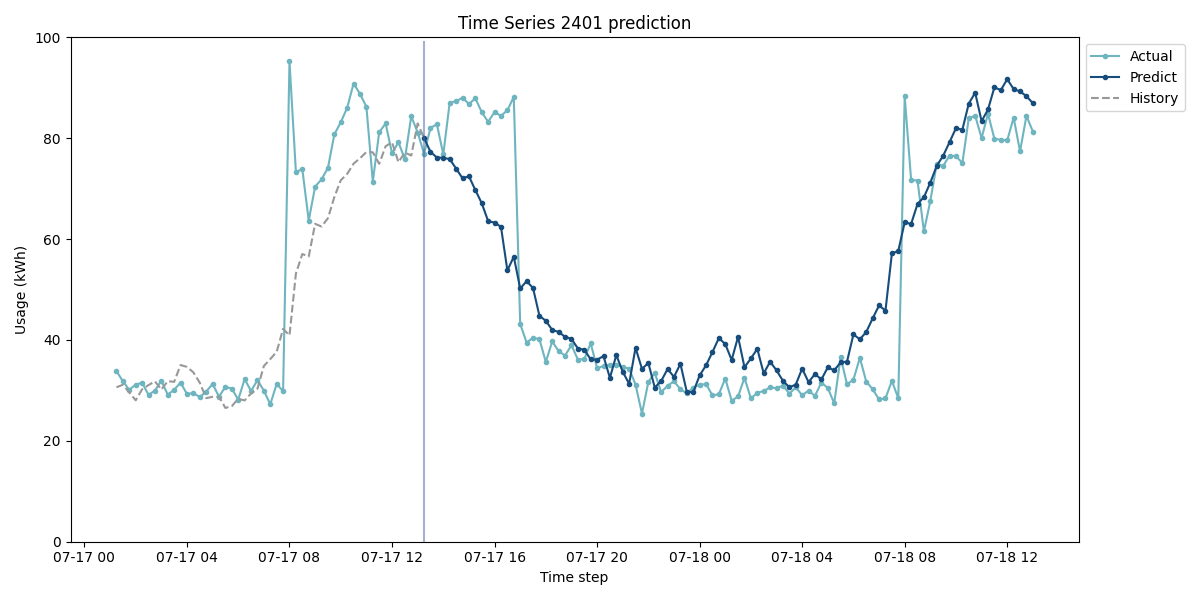 Time Series 2401 prediction
100
80
60
40
20
0
Usage (kWh)
07-17 00
07-17 04
07-17 08
07-17 12
07-17 16
07-17 20
07-18 00
07-18 04
07-18 08
07-18 12
Time step
Actual
Predict
History